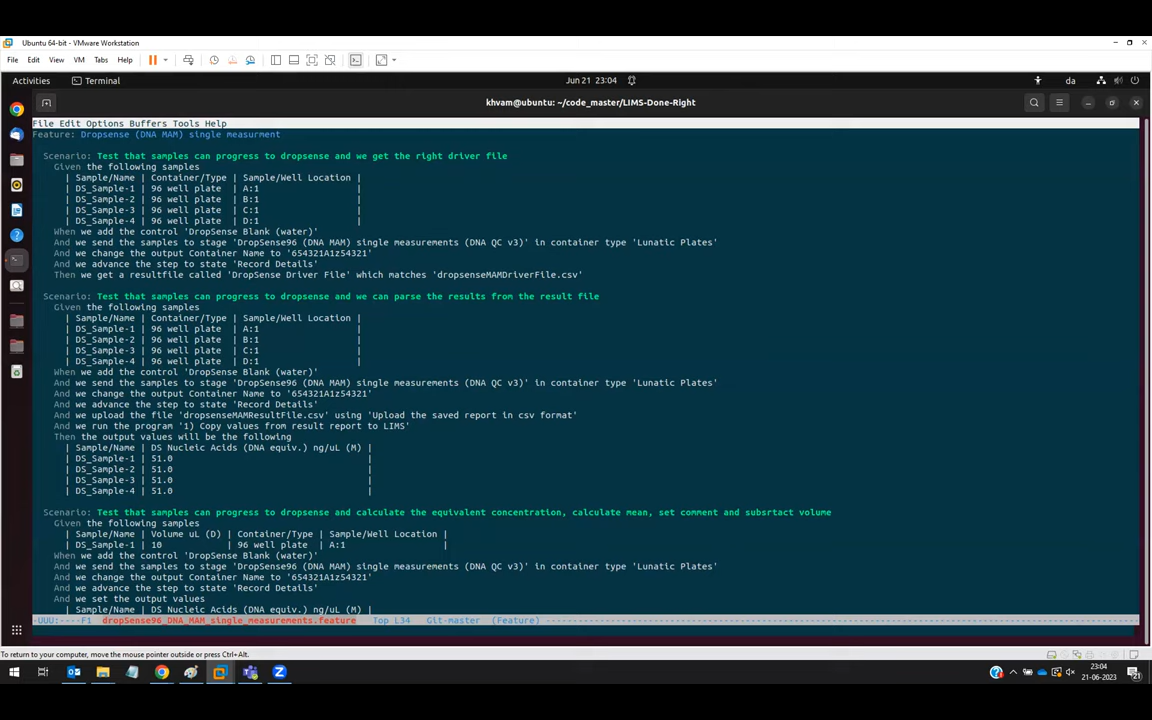 Ubuntu 64-bit - VMware Workstation
File Edit View VM Tabs Help
Activities Terminal Jun 21 23:04 da
khvam@ubuntu: ~/code_master/LIMS-Done-Right
File Edit Options Buffers Tools Help
Feature: Dropsense (DNA MAM) single measurment
Scenario: Test that samples can progress to dropsense and we get the right driver file
Given the following samples
| Sample/Name | Container/Type | Sample/Well Location |
| DS_Sample-1 | 96 well plate | A:1 |
| DS_Sample-2 | 96 well plate | B:1 |
| DS_Sample-3 | 96 well plate | C:1 |
| DS_Sample-4 | 96 well plate | D:1 |
When we add the control 'DropSense Blank (water)'
And we send the samples to stage 'DropSense96 (DNA MAM) single measurements (DNA QC v3)' in container type 'Lunatic Plates'
And we change the output Container Name to '654321A1z54321'
And we advance the step to state 'Record Details'
Then we get a resultfile called 'DropSense Driver File' which matches 'dropsenseMAMDriverFile.csv'
Scenario: Test that samples can progress to dropsense and we can parse the results from the result file
Given the following samples
| Sample/Name | Container/Type | Sample/Well Location |
| DS_Sample-1 | 96 well plate | A:1 |
| DS_Sample-2 | 96 well plate | B:1 |
| DS_Sample-3 | 96 well plate | C:1 |
| DS_Sample-4 | 96 well plate | D:1 |
When we add the control 'DropSense Blank (water)'
And we send the samples to stage 'DropSense96 (DNA MAM) single measurements (DNA QC v3)' in container type 'Lunatic Plates'
And we change the output Container Name to '654321A1z54321'
And we advance the step to state 'Record Details'
And we upload the file 'dropsenseMAMResultFile.csv' using 'Upload the saved report in csv format'
And we run the program '1) Copy values from result report to LIMS'
Then the output values will be the following
| Sample/Name | DS Nucleic Acids (DNA equiv.) ng/uL (M) |
| DS_Sample-1 | 51.0 |
| DS_Sample-2 | 51.0 |
| DS_Sample-3 | 51.0 |
| DS_Sample-4 | 51.0 |
Scenario: Test that samples can progress to dropsense and calculate the equivalent concentration, calculate mean, set comment and subsrtact volume
Given the following samples
| Sample/Name | Volume uL (D) | Container/Type | Sample/Well Location |
| DS_Sample-1 | 10 | 96 well plate | A:1 |
When we add the control 'DropSense Blank (water)'
And we send the samples to stage 'DropSense96 (DNA MAM) single measurements (DNA QC v3)' in container type 'Lunatic Plates'
And we change the output Container Name to '654321A1z54321'
And we advance the step to state 'Record Details'
And we set the output values
| Sample/Name | DS Nucleic Acids (DNA equiv.) ng/uL (M) |
-UUU:----F1 dropSense96_DNA_MAM_single_measurements.feature Top L34 Git-master (Feature)
To return to your computer, move the mouse pointer outside or press Ctrl+Alt.
23:04
21-06-2023